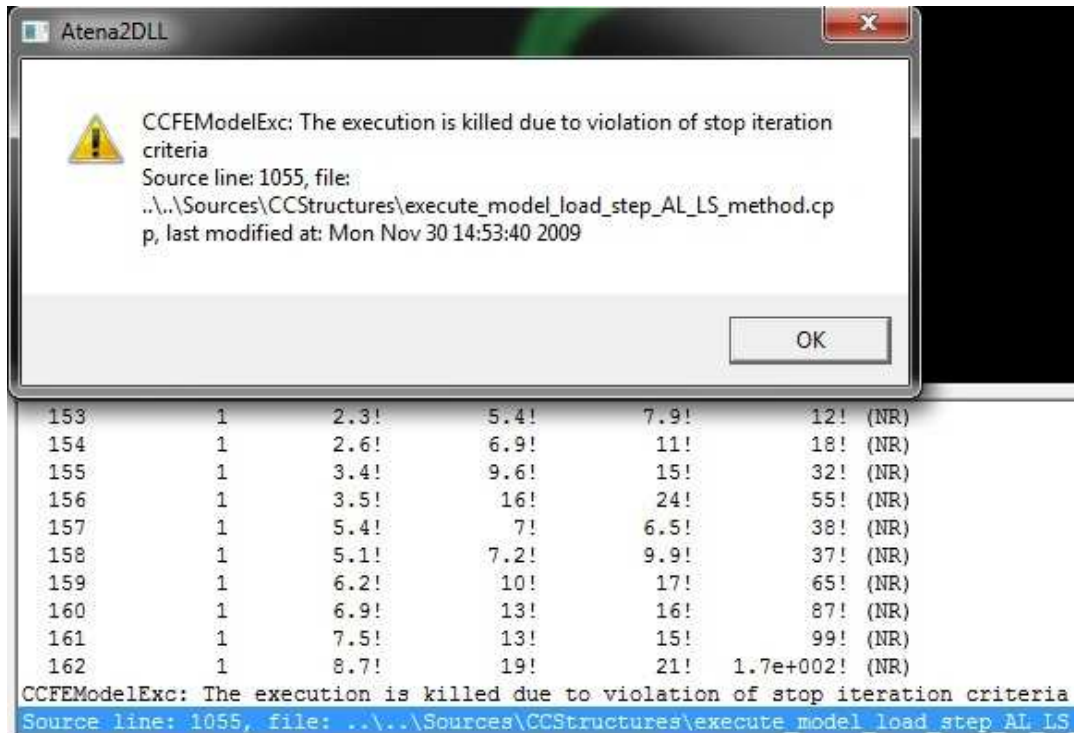 Atena2DLL
CCFEModelExc: The execution is killed due to violation of stop iteration
criteria
Source line: 1055, file:
..\..\Sources\CCStructures\execute_model_load_step_AL_LS_method.cp
p, last modified at: Mon Nov 30 14:53:40 2009
OK
153 1 2.3! 5.4! 7.9! 12! (NR)
154 1 2.6! 6.9! 11! 18! (NR)
155 1 3.4! 9.6! 15! 32! (NR)
156 1 3.5! 16! 24! 55! (NR)
157 1 5.4! 7! 6.5! 38! (NR)
158 1 5.1! 7.2! 9.9! 37! (NR)
159 1 6.2! 10! 17! 65! (NR)
160 1 6.9! 13! 16! 87! (NR)
161 1 7.5! 13! 15! 99! (NR)
162 1 8.7! 19! 21! 1.7e+002! (NR)
CCFEModelExc: The execution is killed due to violation of stop iteration criteria
Source line: 1055, file: ..\..\Sources\CCStructures\execute_model_load_step_AL_LS